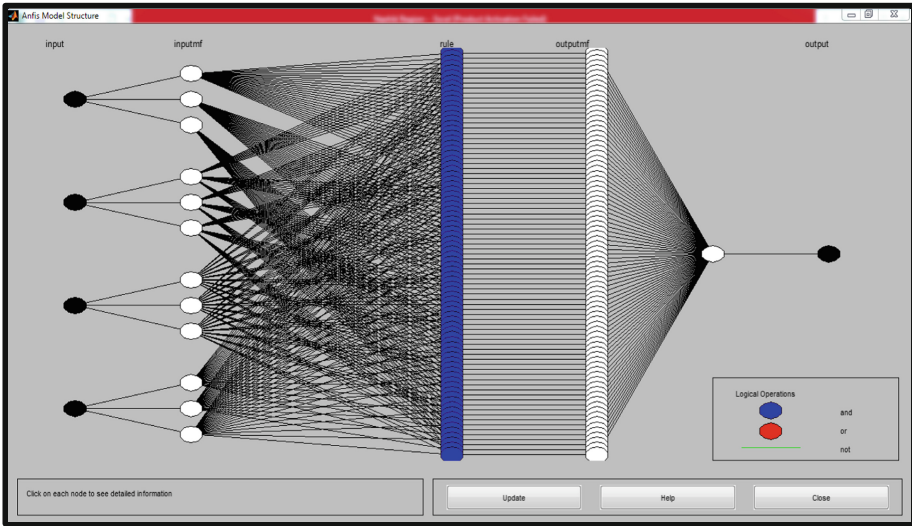 Anfis Model Structure
input
inputmf
rule
outputmf
output
Logical Operations
and
or
not
Click on each node to see detailed information
Update
Help
Close